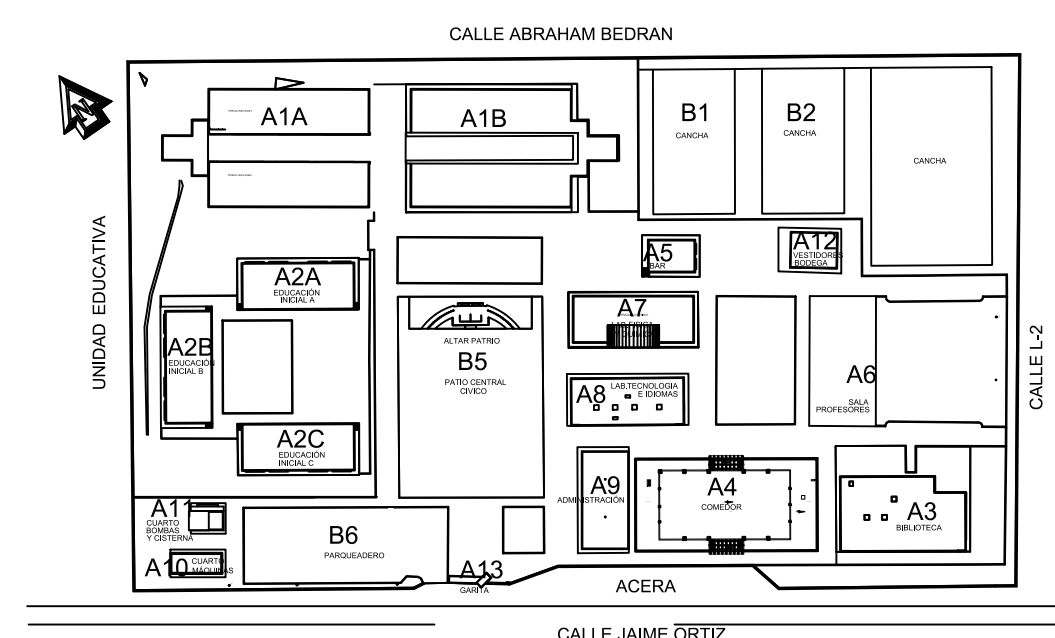 CALLE ABRAHAM BEDRAN
N
A1A
A1B
B1
CANCHA
B2
CANCHA
CANCHA
UNIDAD EDUCATIVA
A5
BAR
A12
VESTIDORES
BODEGA
A2A
EDUCACIÓN
INICIAL A
A7
LAB. FISICA
A2B
EDUCACIÓN
INICIAL B
ALTAR PATRIO
B5
PATIO CENTRAL
CIVICO
A8
LAB.TECNOLOGIA
E IDIOMAS
A6
SALA
PROFESORES
CALLE L-2
A2C
EDUCACIÓN
INICIAL C
A9
ADMINISTRACIÓN
A4
COMEDOR
A3
BIBLIOTECA
A11
CUARTO
BOMBAS
Y CISTERNA
B6
PARQUEADERO
A10
CUARTO
MÁQUINAS
A13
GARITA
ACERA
CALLE JAIME ORTIZ